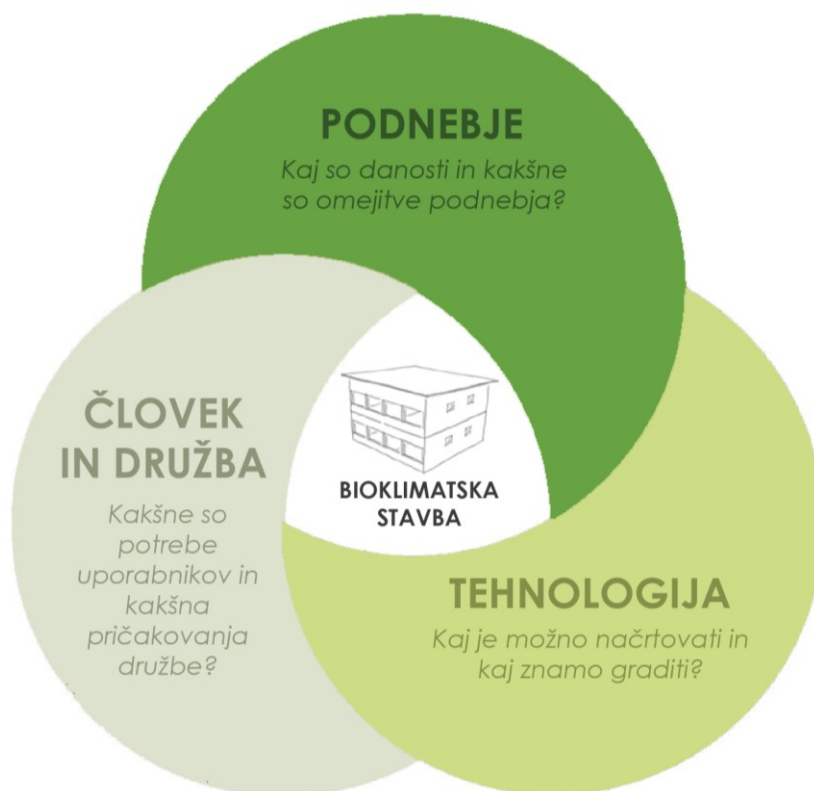 PODNEBJE
Kaj so danosti in kakšne
so omejitve podnebja?
ČLOVEK
IN DRUŽBA
Kakšne so
potrebe
uporabnikov in
kakšna
pričakovanja
družbe?
BIOKLIMATSKA
STAVBA
TEHNOLOGIJA
Kaj je možno načrtovati in
kaj znamo graditi?